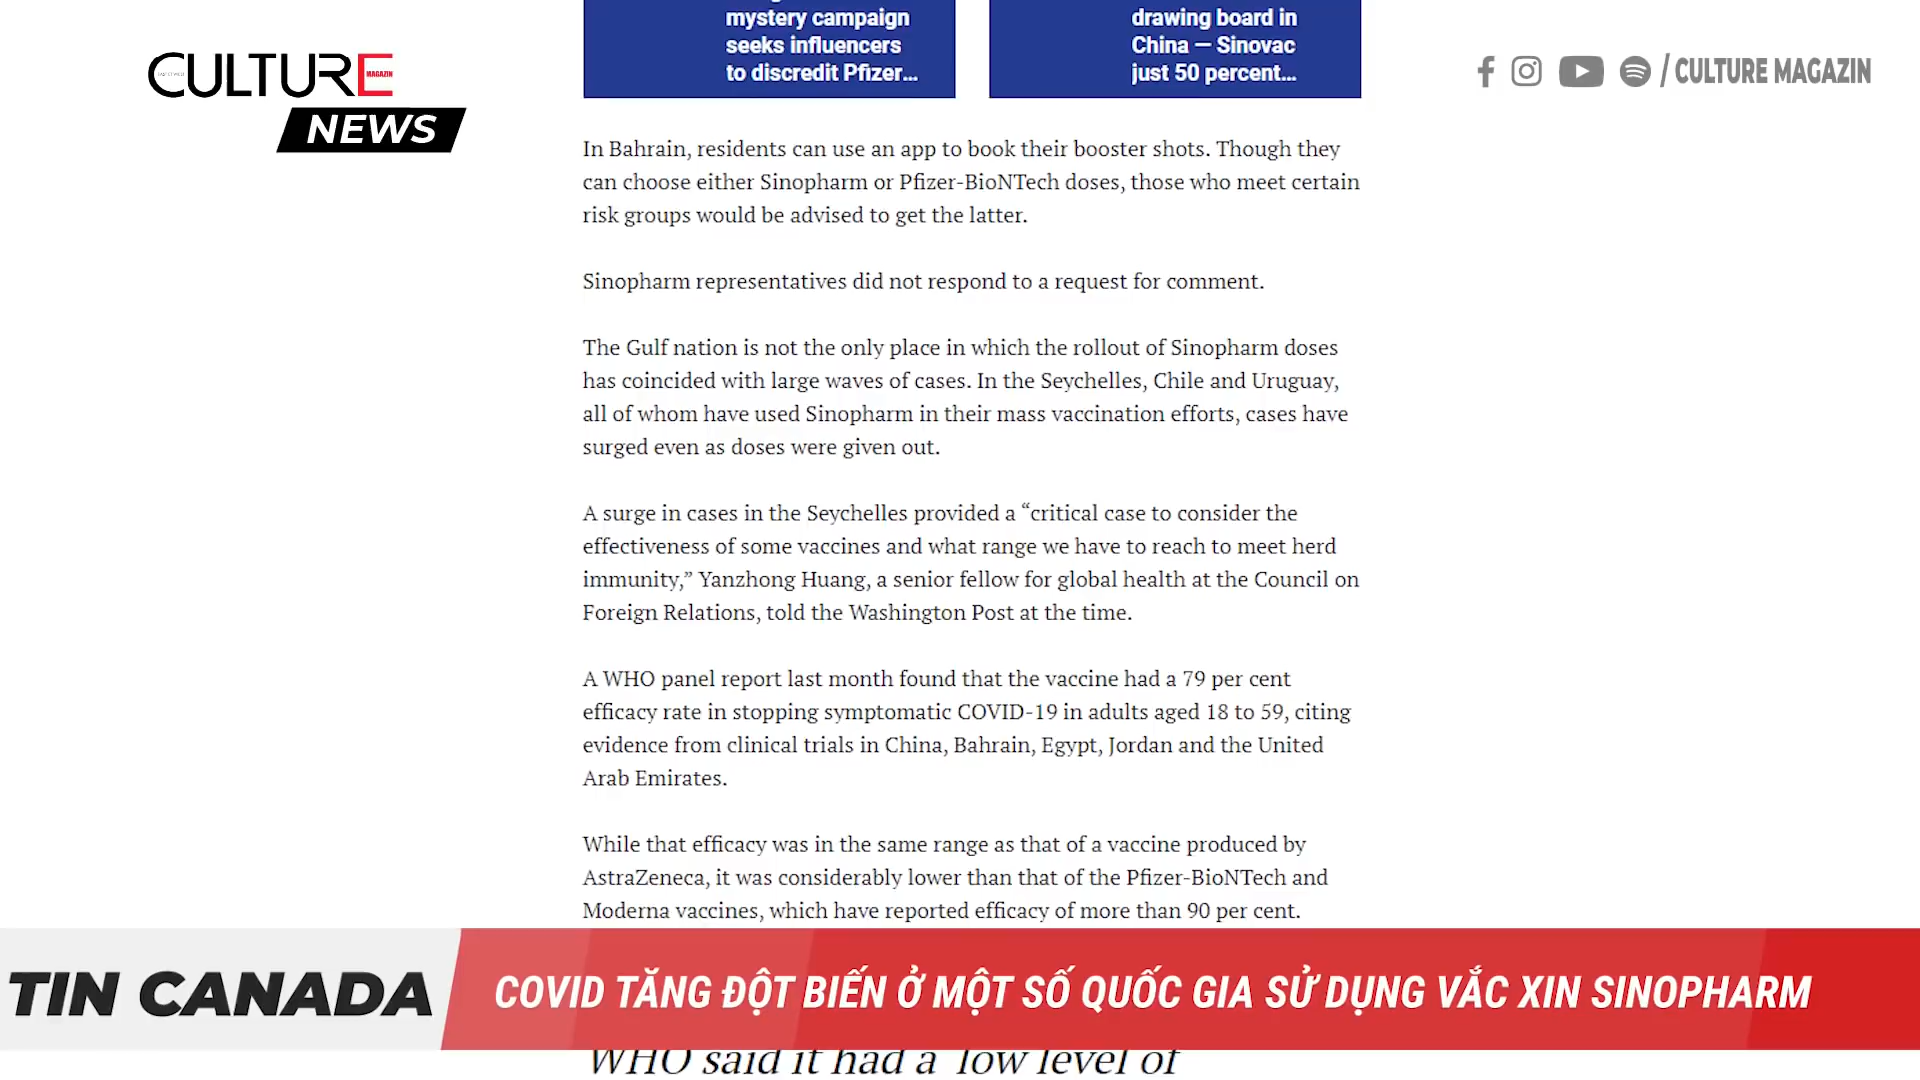 CULTURE
MAGAZIN
NEWS
mystery campaign
seeks influencers
to discredit Pfizer...
drawing board in
China — Sinovac
just 50 percent...
/ CULTURE MAGAZIN
In Bahrain, residents can use an app to book their booster shots. Though they
can choose either Sinopharm or Pfizer-BioNTech doses, those who meet certain
risk groups would be advised to get the latter.
Sinopharm representatives did not respond to a request for comment.
The Gulf nation is not the only place in which the rollout of Sinopharm doses
has coincided with large waves of cases. In the Seychelles, Chile and Uruguay,
all of whom have used Sinopharm in their mass vaccination efforts, cases have
surged even as doses were given out.
A surge in cases in the Seychelles provided a “critical case to consider the
effectiveness of some vaccines and what range we have to reach to meet herd
immunity,” Yanzhong Huang, a senior fellow for global health at the Council on
Foreign Relations, told the Washington Post at the time.
A WHO panel report last month found that the vaccine had a 79 per cent
efficacy rate in stopping symptomatic COVID-19 in adults aged 18 to 59, citing
evidence from clinical trials in China, Bahrain, Egypt, Jordan and the United
Arab Emirates.
While that efficacy was in the same range as that of a vaccine produced by
AstraZeneca, it was considerably lower than that of the Pfizer-BioNTech and
Moderna vaccines, which have reported efficacy of more than 90 per cent.
TIN CANADA
COVID TĂNG ĐỘT BIẾN Ở MỘT SỐ QUỐC GIA SỬ DỤNG VẮC XIN SINOPHARM
WHO said it had a 'low level of